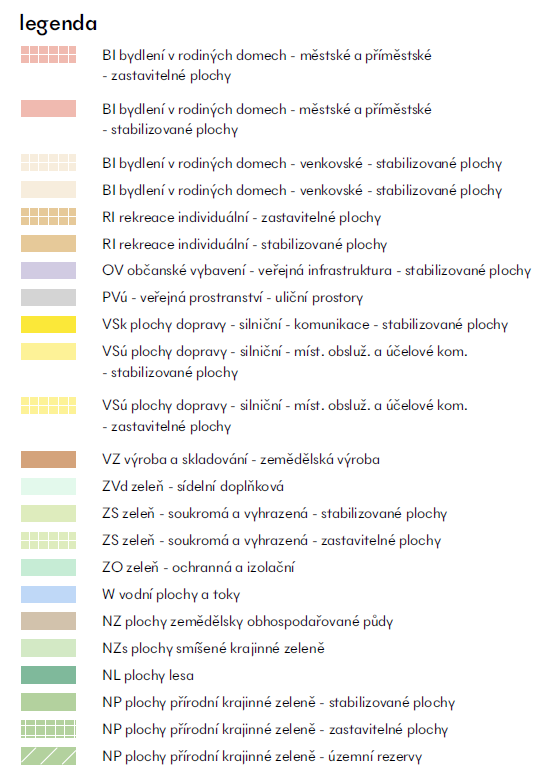 legenda
BI bydlení v rodiných domech - městské a příměstské
- zastavitelné plochy
BI bydlení v rodiných domech - městské a příměstské
- stabilizované plochy
BI bydlení v rodiných domech - venkovské - stabilizované plochy
BI bydlení v rodiných domech - venkovské - stabilizované plochy
RI rekreace individuální - zastavitelné plochy
RI rekreace individuální - stabilizované plochy
OV občanské vybavení - veřejná infrastruktura - stabilizované plochy
PVú - veřejná prostranství - uliční prostory
VSk plochy dopravy - silniční - komunikace - stabilizované plochy
VSú plochy dopravy - silniční - míst. obsluž. a účelové kom.
- stabilizované plochy
VSú plochy dopravy - silniční - míst. obsluž. a účelové kom.
- zastavitelné plochy
VZ výroba a skladování - zemědělská výroba
ZVd zeleň - sídelní doplňková
ZS zeleň - soukromá a vyhrazená - stabilizované plochy
ZS zeleň - soukromá a vyhrazená - zastavitelné plochy
ZO zeleň - ochranná a izolační
W vodní plochy a toky
NZ plochy zemědělsky obhospodařované půdy
NZs plochy smíšené krajinné zeleně
NL plochy lesa
NP plochy přírodní krajinné zeleně - stabilizované plochy
NP plochy přírodní krajinné zeleně - zastavitelné plochy
NP plochy přírodní krajinné zeleně - územní rezervy